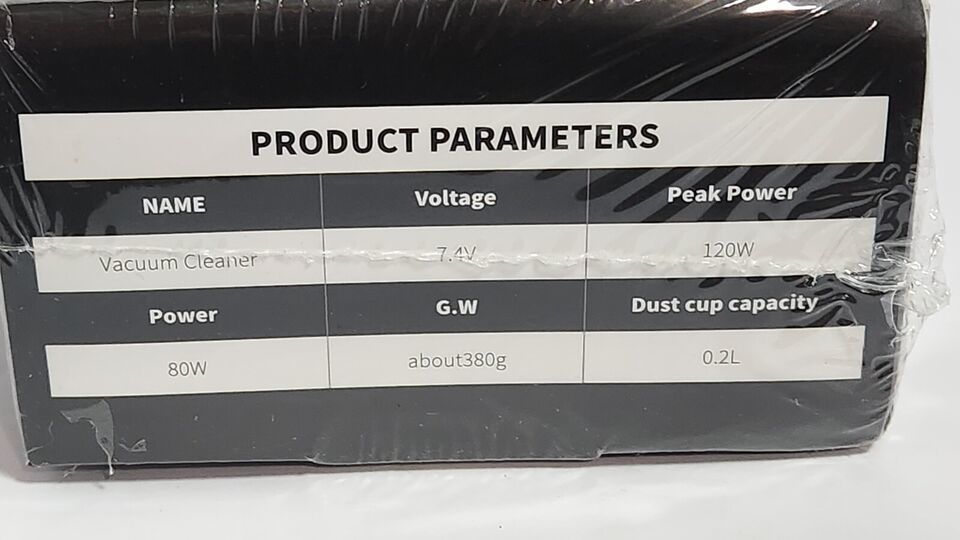 PRODUCT PARAMETERS
NAME Voltage Peak Power
Vacuum Cleaner 7.4V 120W
Power G.W Dust cup capacity
80W about380g 0.2L